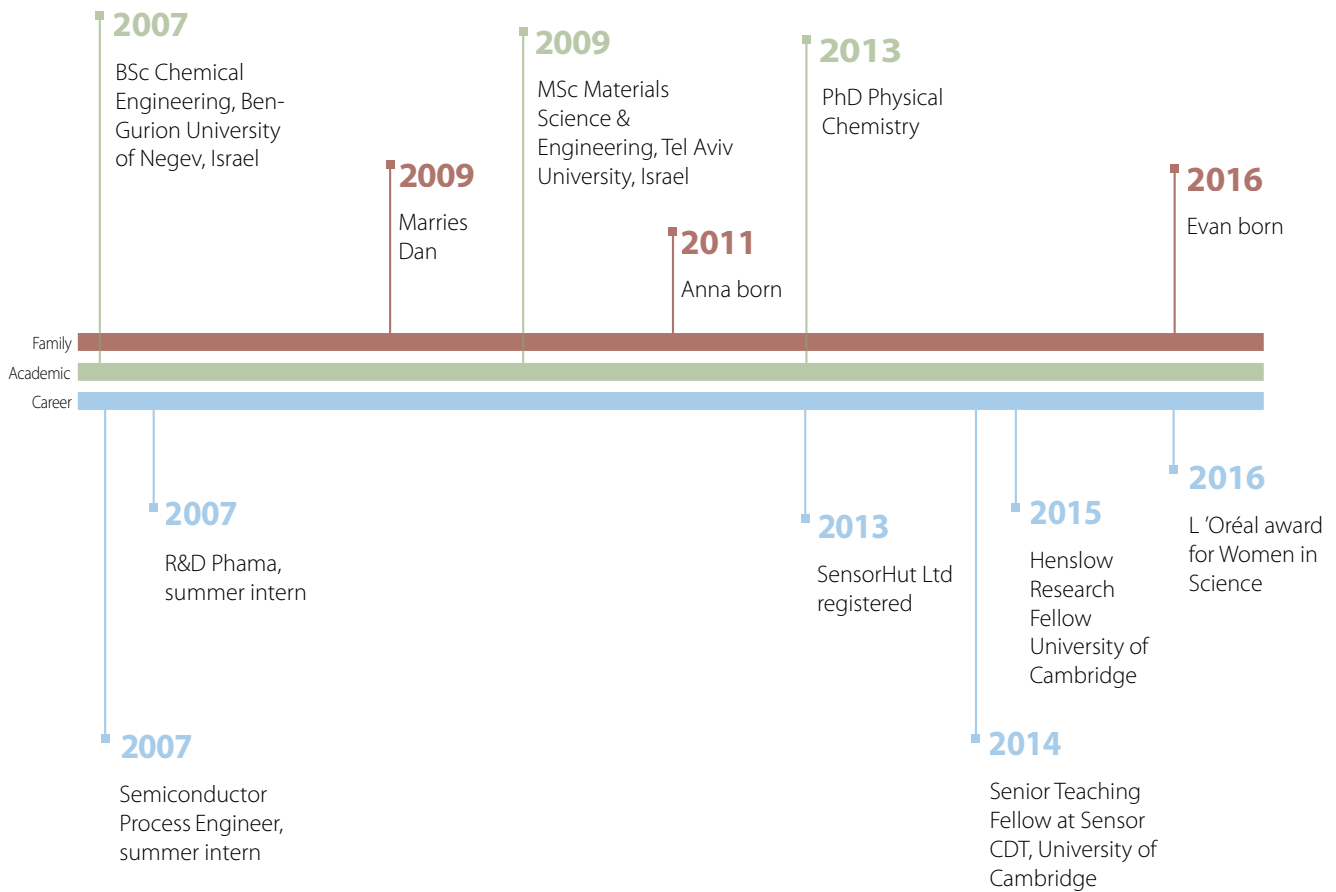 2007
BSc Chemical
Engineering, Ben-
Gurion University
of Negev, Israel
2009
Marries
Dan
2009
MSc Materials
Science &
Engineering, Tel Aviv
University, Israel
2011
Anna born
2013
PhD Physical
Chemistry
2016
Evan born
Family
Academic
Career
2007
Semiconductor
Process Engineer,
summer intern
2007
R&D Phama,
summer intern
2013
SensorHut Ltd
registered
2014
Senior Teaching
Fellow at Sensor
CDT, University of
Cambridge
2015
Henslow
Research
Fellow
University of
Cambridge
2016
L 'Oréal award
for Women in
Science